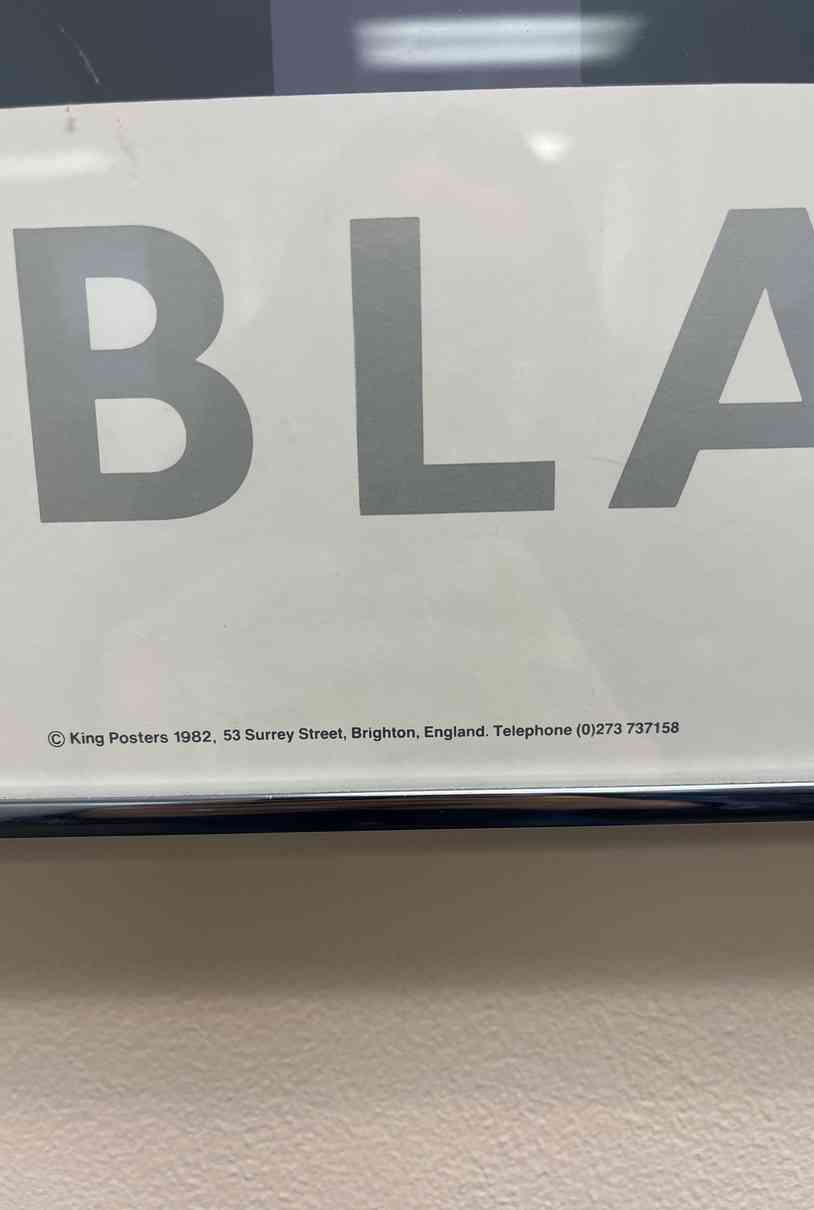 BLA
© King Posters 1982, 53 Surrey Street, Brighton, England. Telephone (0)273 737158